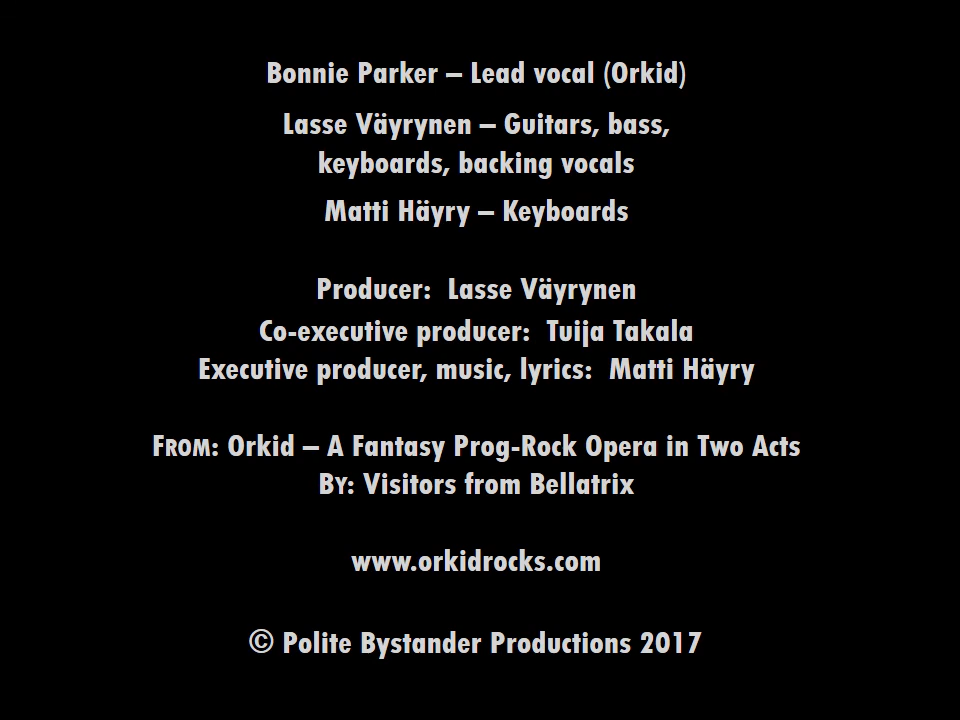 Bonnie Parker – Lead vocal (Orkid)
Lasse Väyrynen – Guitars, bass,
keyboards, backing vocals
Matti Häyry – Keyboards
Producer:  Lasse Väyrynen
Co-executive producer:  Tuija Takala
Executive producer, music, lyrics:  Matti Häyry
FROM: Orkid – A Fantasy Prog-Rock Opera in Two Acts
BY: Visitors from Bellatrix
www.orkidrocks.com
© Polite Bystander Productions 2017